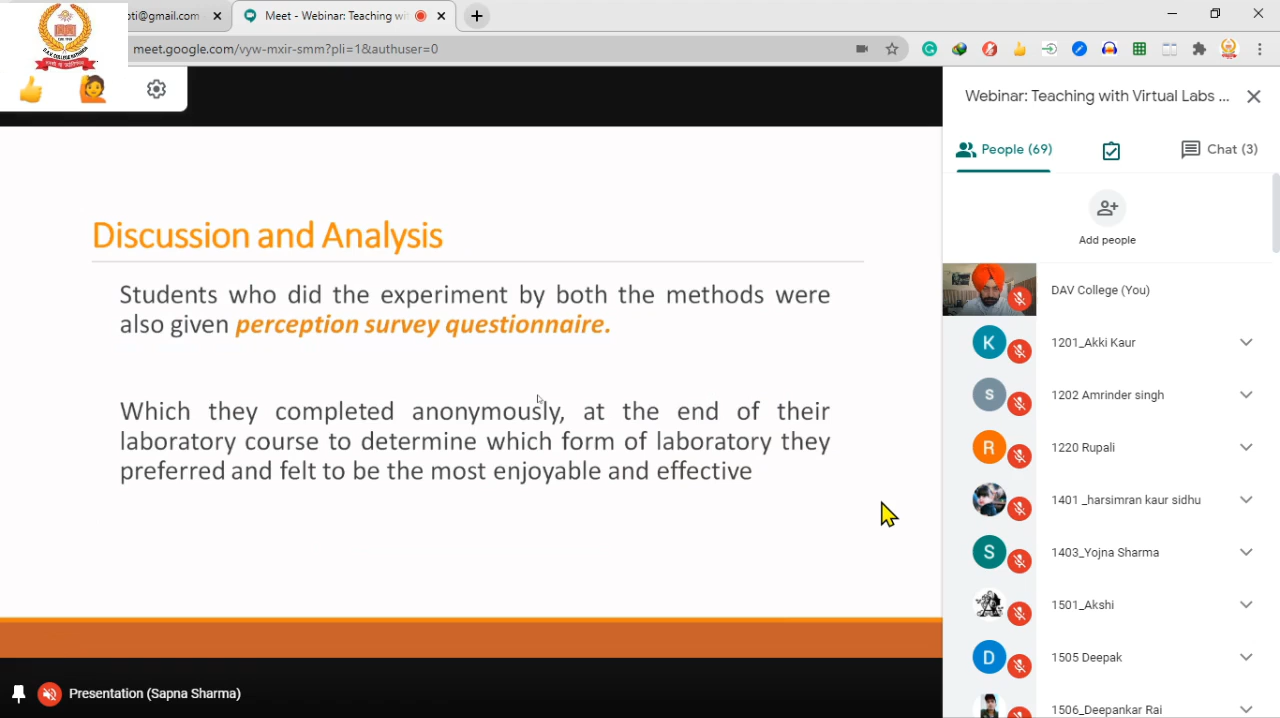 oti@gmail.com
Meet - Webinar: Teaching wit
meet.google.com/vyw-mxir-smm?pli=1&authuser=0
Webinar: Teaching with Virtual Labs ...
People (69)
Chat (3)
Add people
Discussion and Analysis
Students who did the experiment by both the methods were
also given perception survey questionnaire.
Which they completed anonymously, at the end of their
laboratory course to determine which form of laboratory they
preferred and felt to be the most enjoyable and effective
DAV College (You)
K
1201_Akki Kaur
S
1202 Amrinder singh
R
1220 Rupali
1401 _harsimran kaur sidhu
S
1403_Yojna Sharma
1501_Akshi
D
1505 Deepak
1506_Deepankar Rai
Presentation (Sapna Sharma)